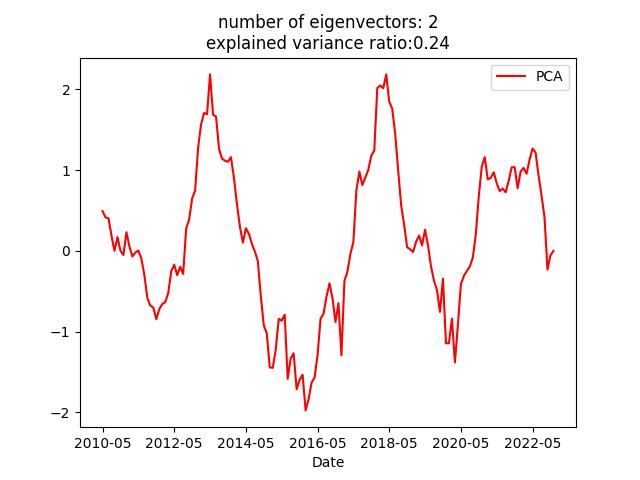 number of eigenvectors: 2
explained variance ratio:0.24
PCA
2
1
0
−1
−2
2010-05 2012-05 2014-05 2016-05 2018-05 2020-05 2022-05
Date